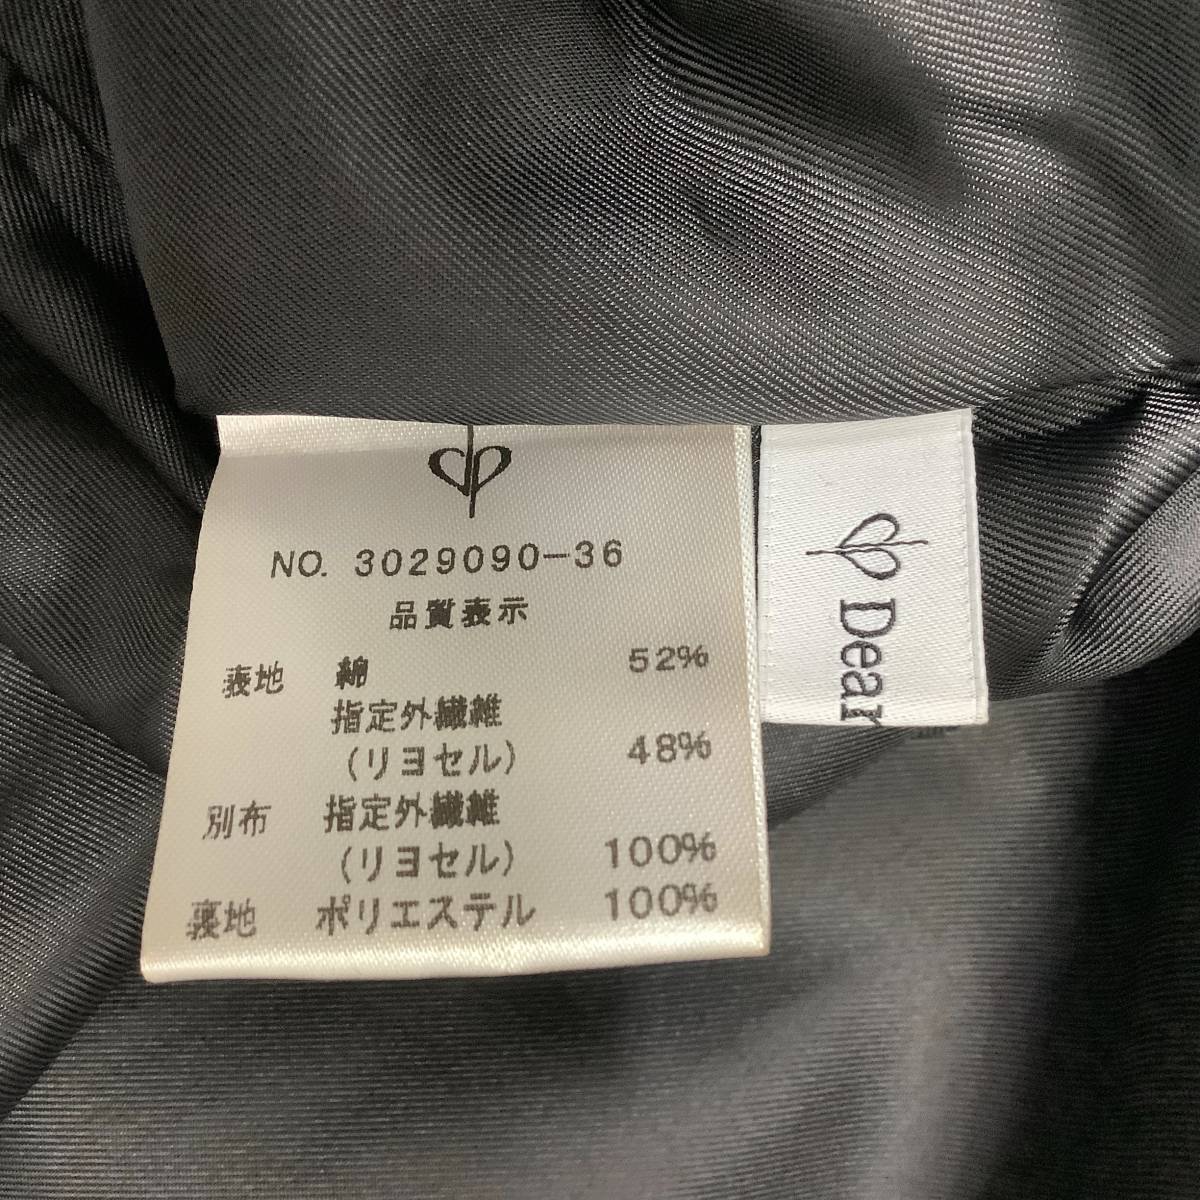 NO. 3029090-36
品質表示
表地 綿 52%
指定外繊維
(リヨセル) 48%
別布 指定外繊維
(リヨセル) 100%
裏地 ポリエステル 100%
Dear